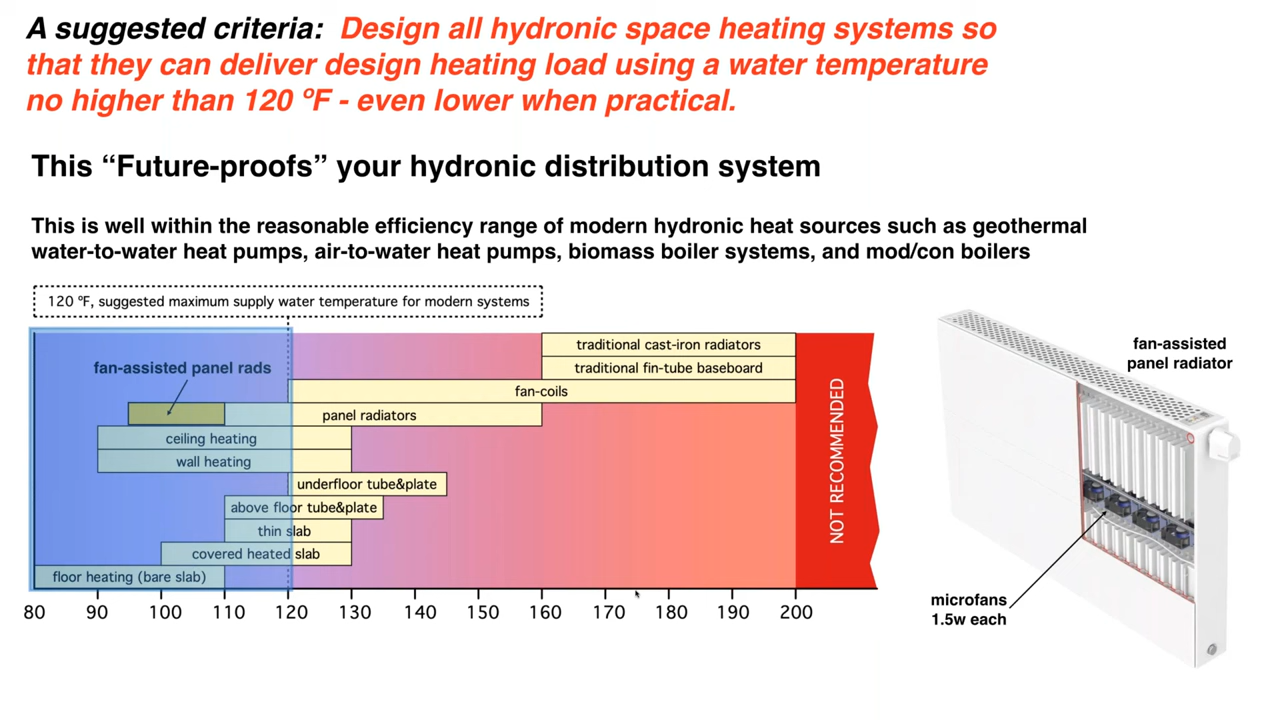 A suggested criteria: Design all hydronic space heating systems so
that they can deliver design heating load using a water temperature
no higher than 120 ºF - even lower when practical.
This “Future-proofs” your hydronic distribution system
This is well within the reasonable efficiency range of modern hydronic heat sources such as geothermal
water-to-water heat pumps, air-to-water heat pumps, biomass boiler systems, and mod/con boilers
120 ºF, suggested maximum supply water temperature for modern systems
traditional cast-iron radiators
traditional fin-tube baseboard
fan-assisted panel rads
fan-coils
panel radiators
ceiling heating
wall heating
underfloor tube&plate
above floor tube&plate
thin slab
covered heated slab
floor heating (bare slab)
NOT RECOMMENDED
80 90 100 110 120 130 140 150 160 170 180 190 200
fan-assisted
panel radiator
microfans
1.5w each